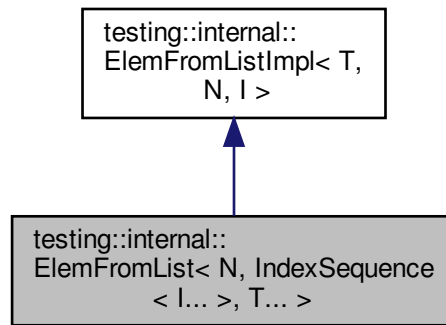 testing::internal::
ElemFromListImpl< T,
N, I >
testing::internal::
ElemFromList< N, IndexSequence
< I... >, T... >